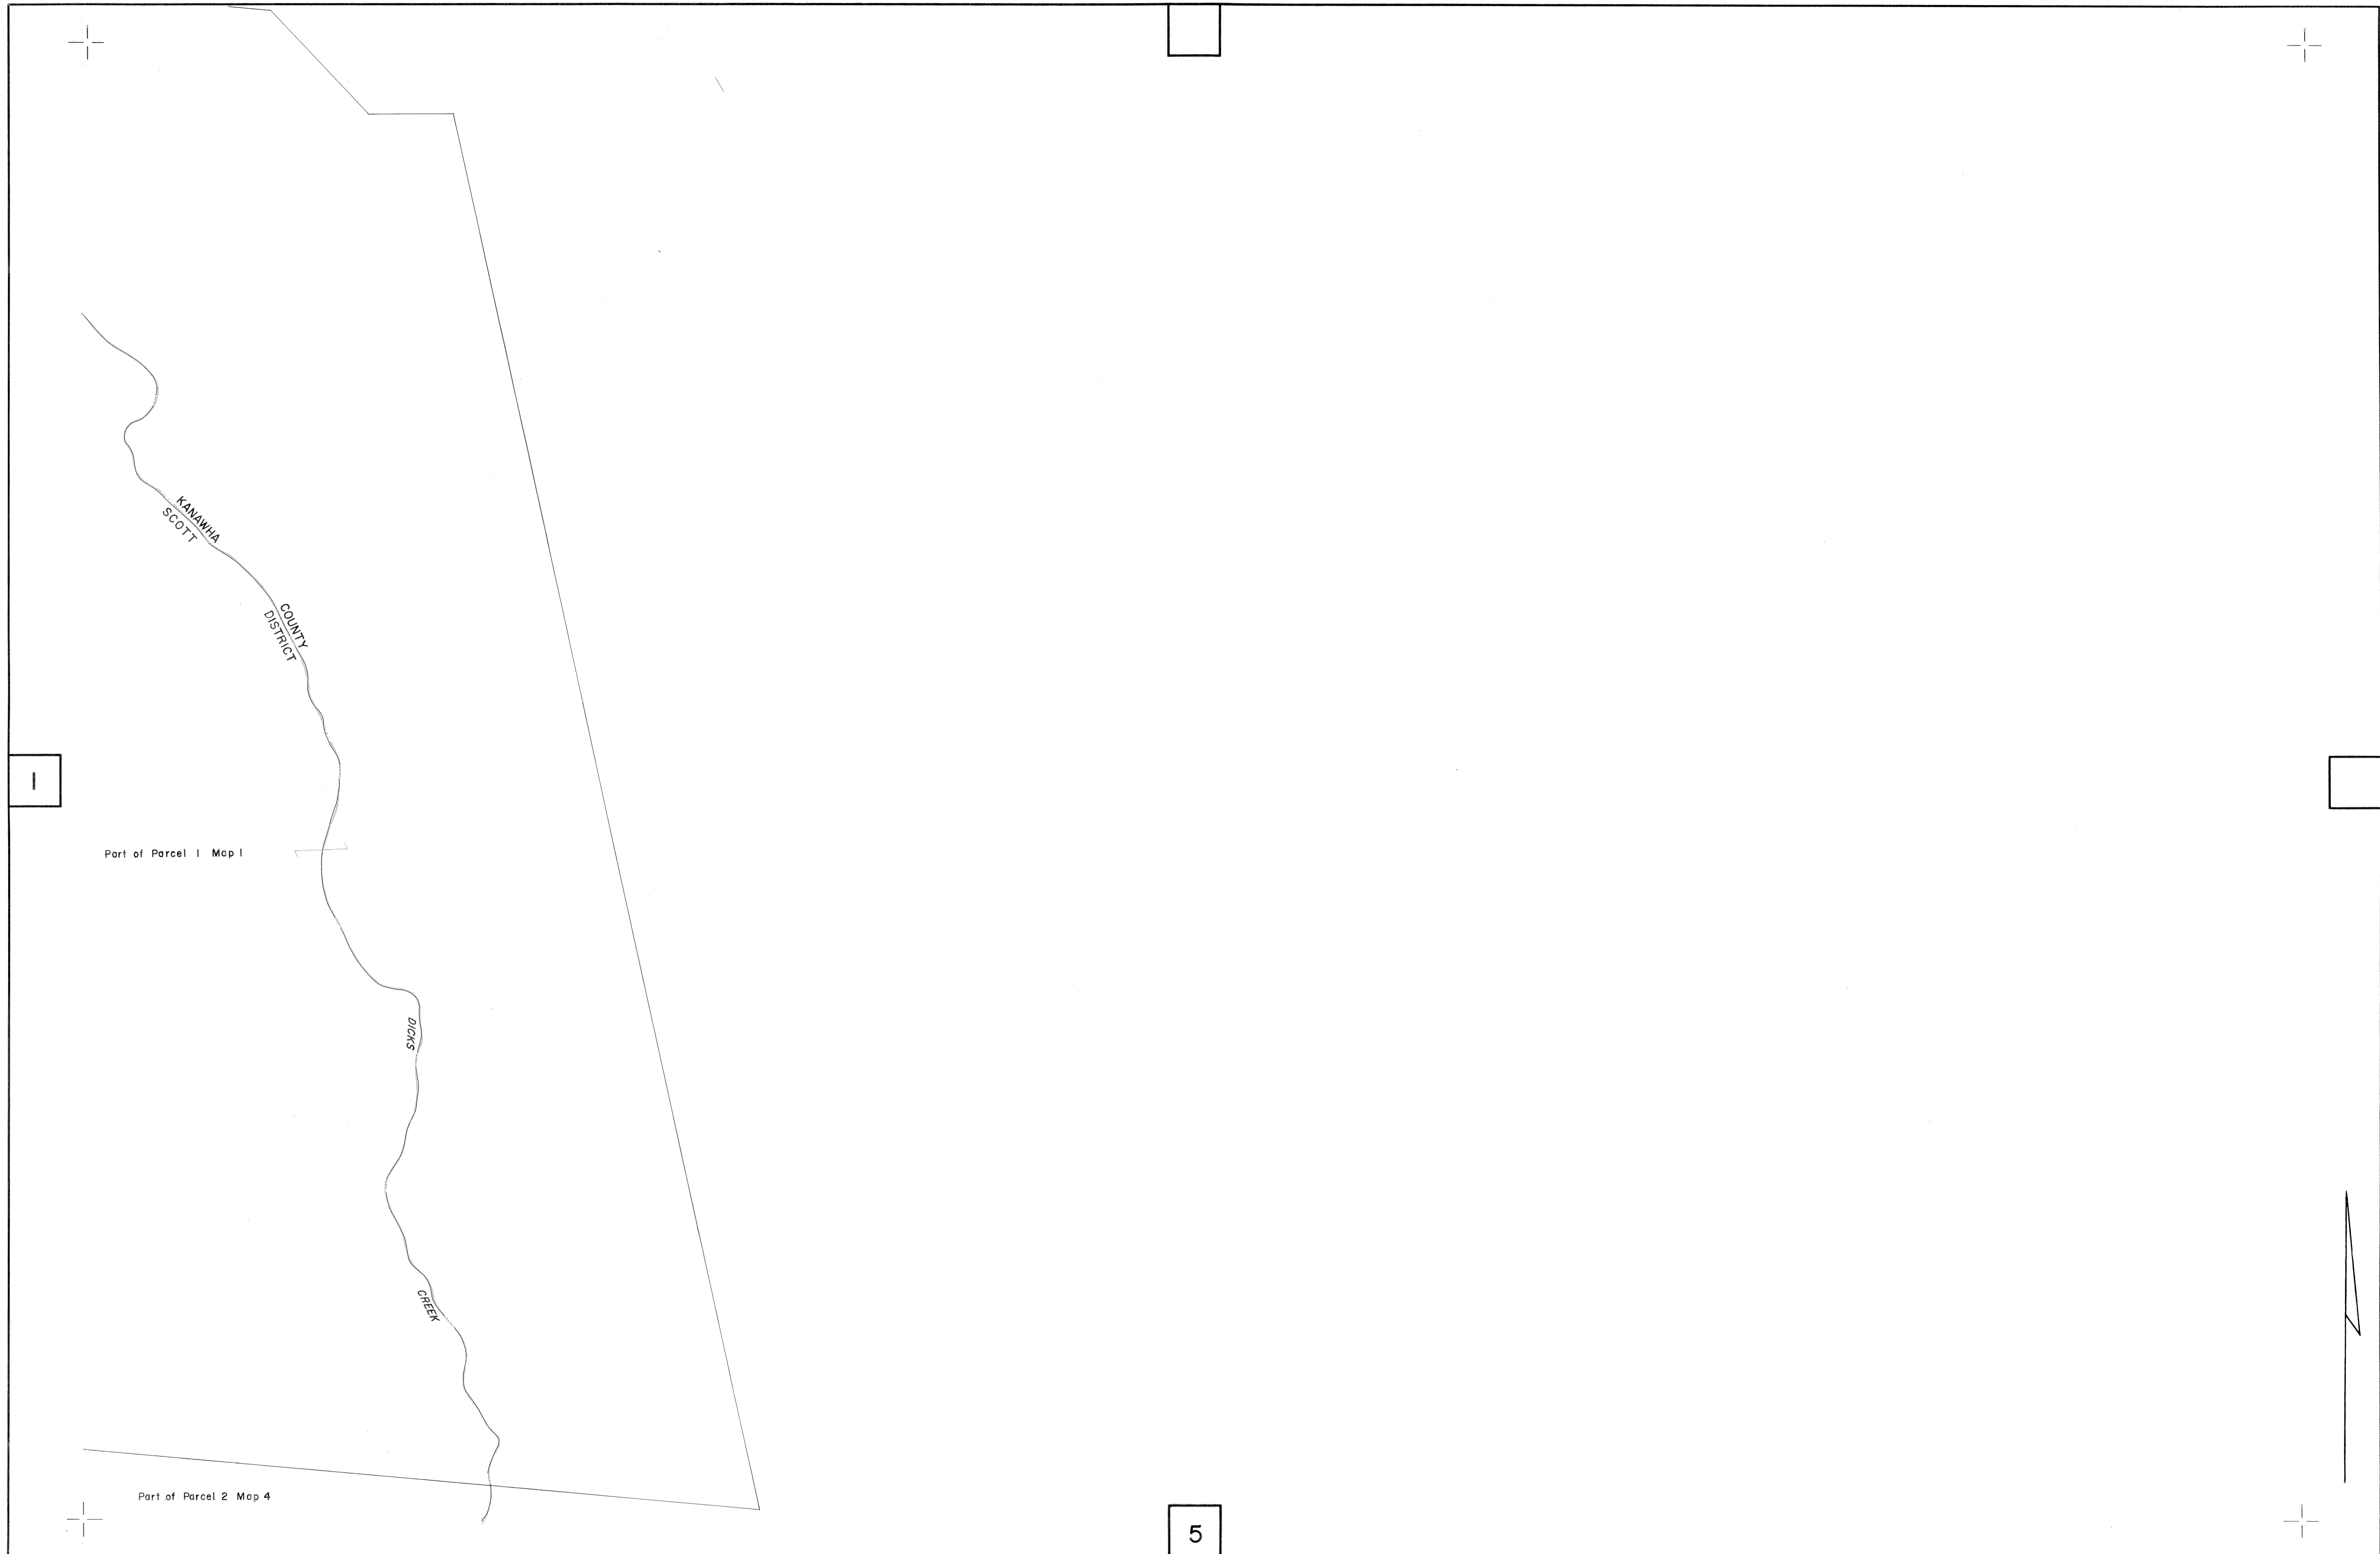 KANAWHA
SCOTT
COUNTY
DISTRICT
1
Part of Parcel 1 Map 1
DICKS
CREEK
Part of Parcel 2 Map 4
5